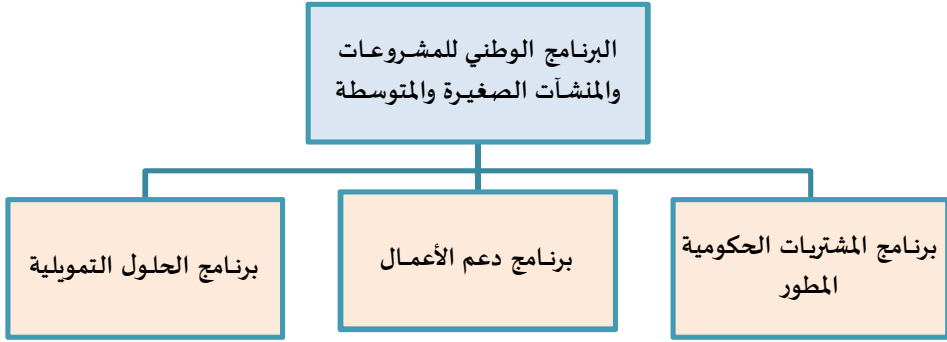 البرنامج الوطني للمشروعات
والمنشآت الصغيرة والمتوسطة
برنامج المشتريات الحكومية
المطور
برنامج دعم الأعمال
برنامج الحلول التمويلية